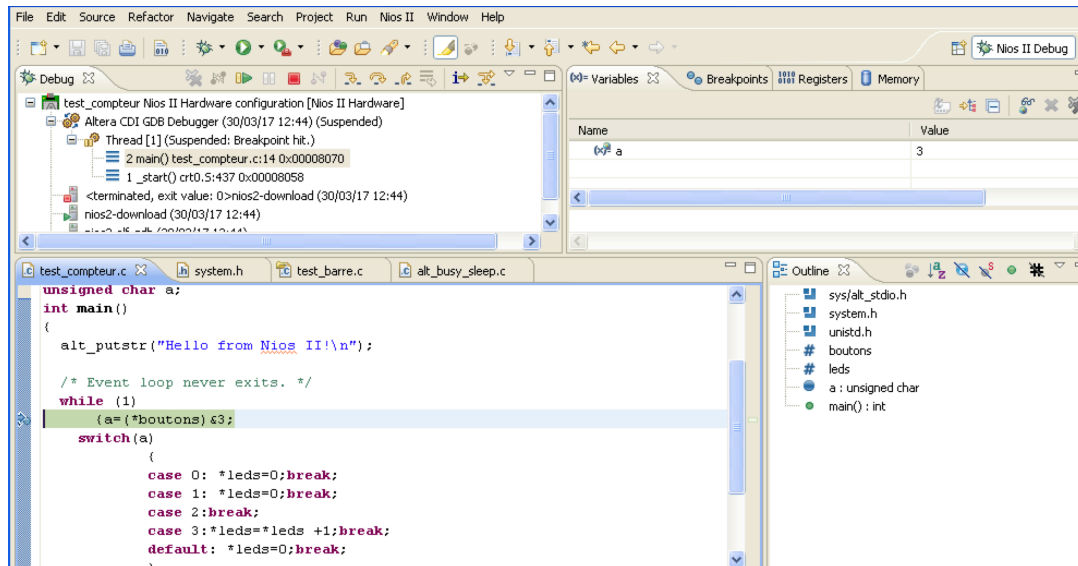 File Edit Source Refactor Navigate Search Project Run Nios II Window Help
Nios II Debug
Debug
test_compteur Nios II Hardware configuration [Nios II Hardware]
Altera CDI GDB Debugger (30/03/17 12:44) (Suspended)
Thread [1] (Suspended: Breakpoint hit.)
2 main() test_compteur.c:14 0x00008070
1 _start() crt0.S:437 0x00008058
<terminated, exit value: 0>nios2-download (30/03/17 12:44)
nios2-download (30/03/17 12:44)
(x)= Variables Breakpoints 1010 0101 Registers Memory
Name Value
(x)= a 3
test_compteur.c system.h test_barre.c alt_busy_sleep.c
unsigned char a;
int main()
{
alt_putstr("Hello from Nios II!\n");
/* Event loop never exits. */
while (1)
{a=(*boutons)&3;
switch(a)
{
case 0: *leds=0;break;
case 1: *leds=0;break;
case 2:break;
case 3:*leds=*leds +1;break;
default: *leds=0;break;
Outline
sys/alt_stdio.h
system.h
unistd.h
# boutons
# leds
a : unsigned char
main() : int